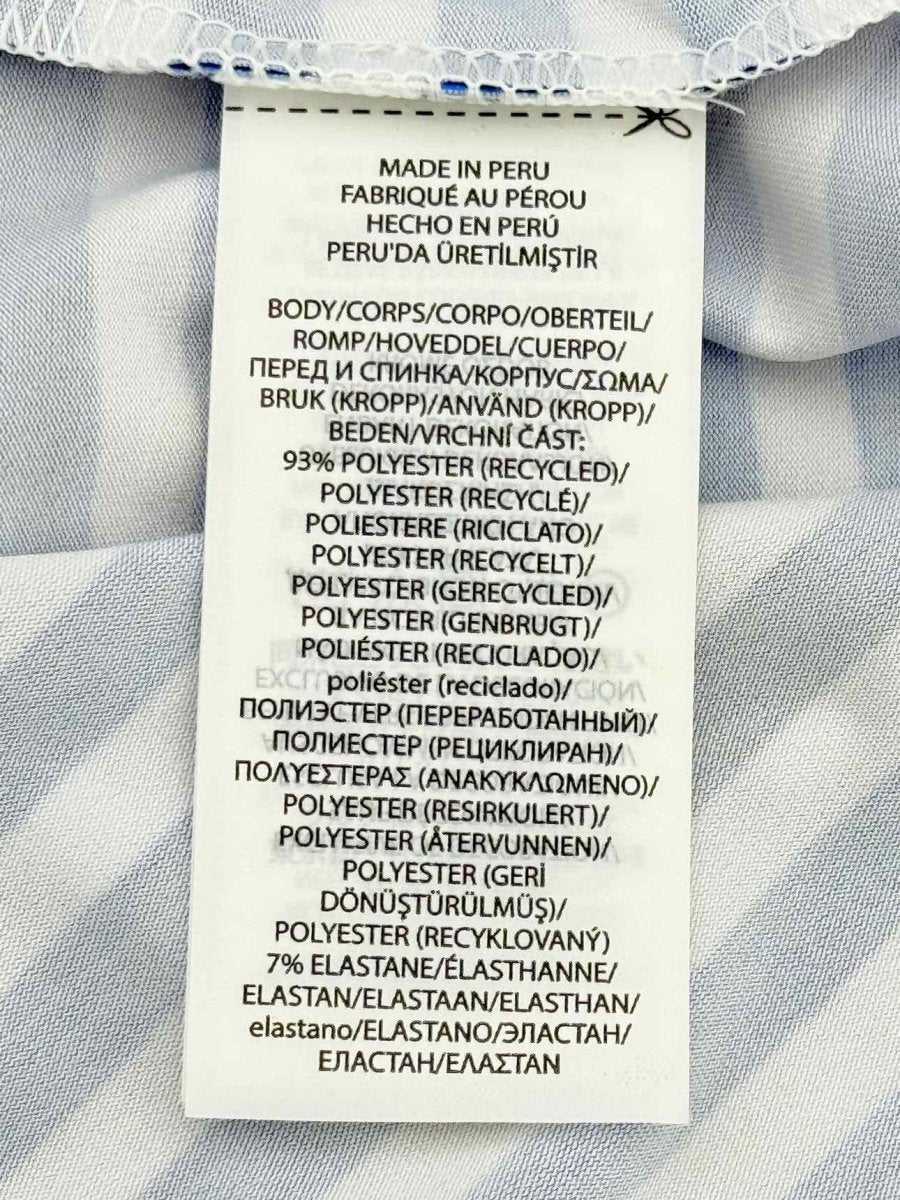 MADE IN PERU
FABRIQUÉ AU PÉROU
HECHO EN PERÚ
PERU'DA ÜRETİLMİŞTİR
BODY/CORPS/CORPO/OBERTEIL/
ROMP/HOVEDDEL/CUERPO/
ПЕРЕД И СПИНКА/КОРПУС/ΣΩΜΑ/
BRUK (KROPP)/ANVÄND (KROPP)/
BEDEN/VRCHNÍ ČÁST:
93% POLYESTER (RECYCLED)/
POLYESTER (RECYCLÉ)/
POLIESTERE (RICICLATO)/
POLYESTER (RECYCELT)/
POLYESTER (GERECYCLED)/
POLYESTER (GENBRUGT)/
POLIÉSTER (RECICLADO)/
poliéster (reciclado)/
ПОЛИЭСТЕР (ПЕРЕРАБОТАННЫЙ)/
ПОЛИЕСТЕР (РЕЦИКЛИРАН)/
ΠΟΛΥΕΣΤΕΡΑΣ (ΑΝΑΚΥΚΛΩΜΕΝΟ)/
POLYESTER (RESIRKULERT)/
POLYESTER (ÅTERVUNNEN)/
POLYESTER (GERİ
DÖNÜŞTÜRÜLMÜŞ)/
POLYESTER (RECYKLOVANÝ)
7% ELASTANE/ÉLASTHANNE/
ELASTAN/ELASTAAN/ELASTHAN/
elastano/ELASTANO/ЭЛАСТАН/
ЕЛАСТАН/ΕΛΑΣΤΑΝ